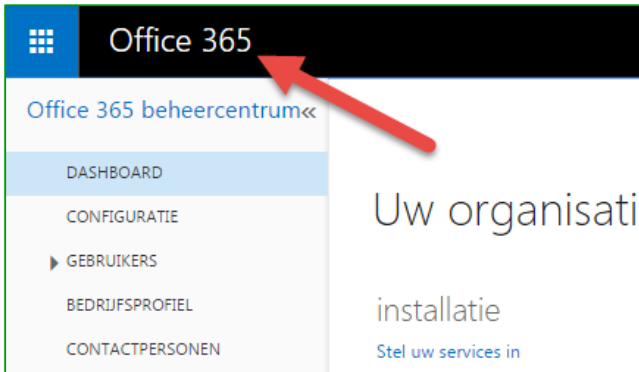 Office 365
Office 365 beheercentrum«
DASHBOARD
CONFIGURATIE
GEBRUIKERS
BEDRIJFSPROFIEL
CONTACTPERSONEN
Uw organisati
installatie
Stel uw services in